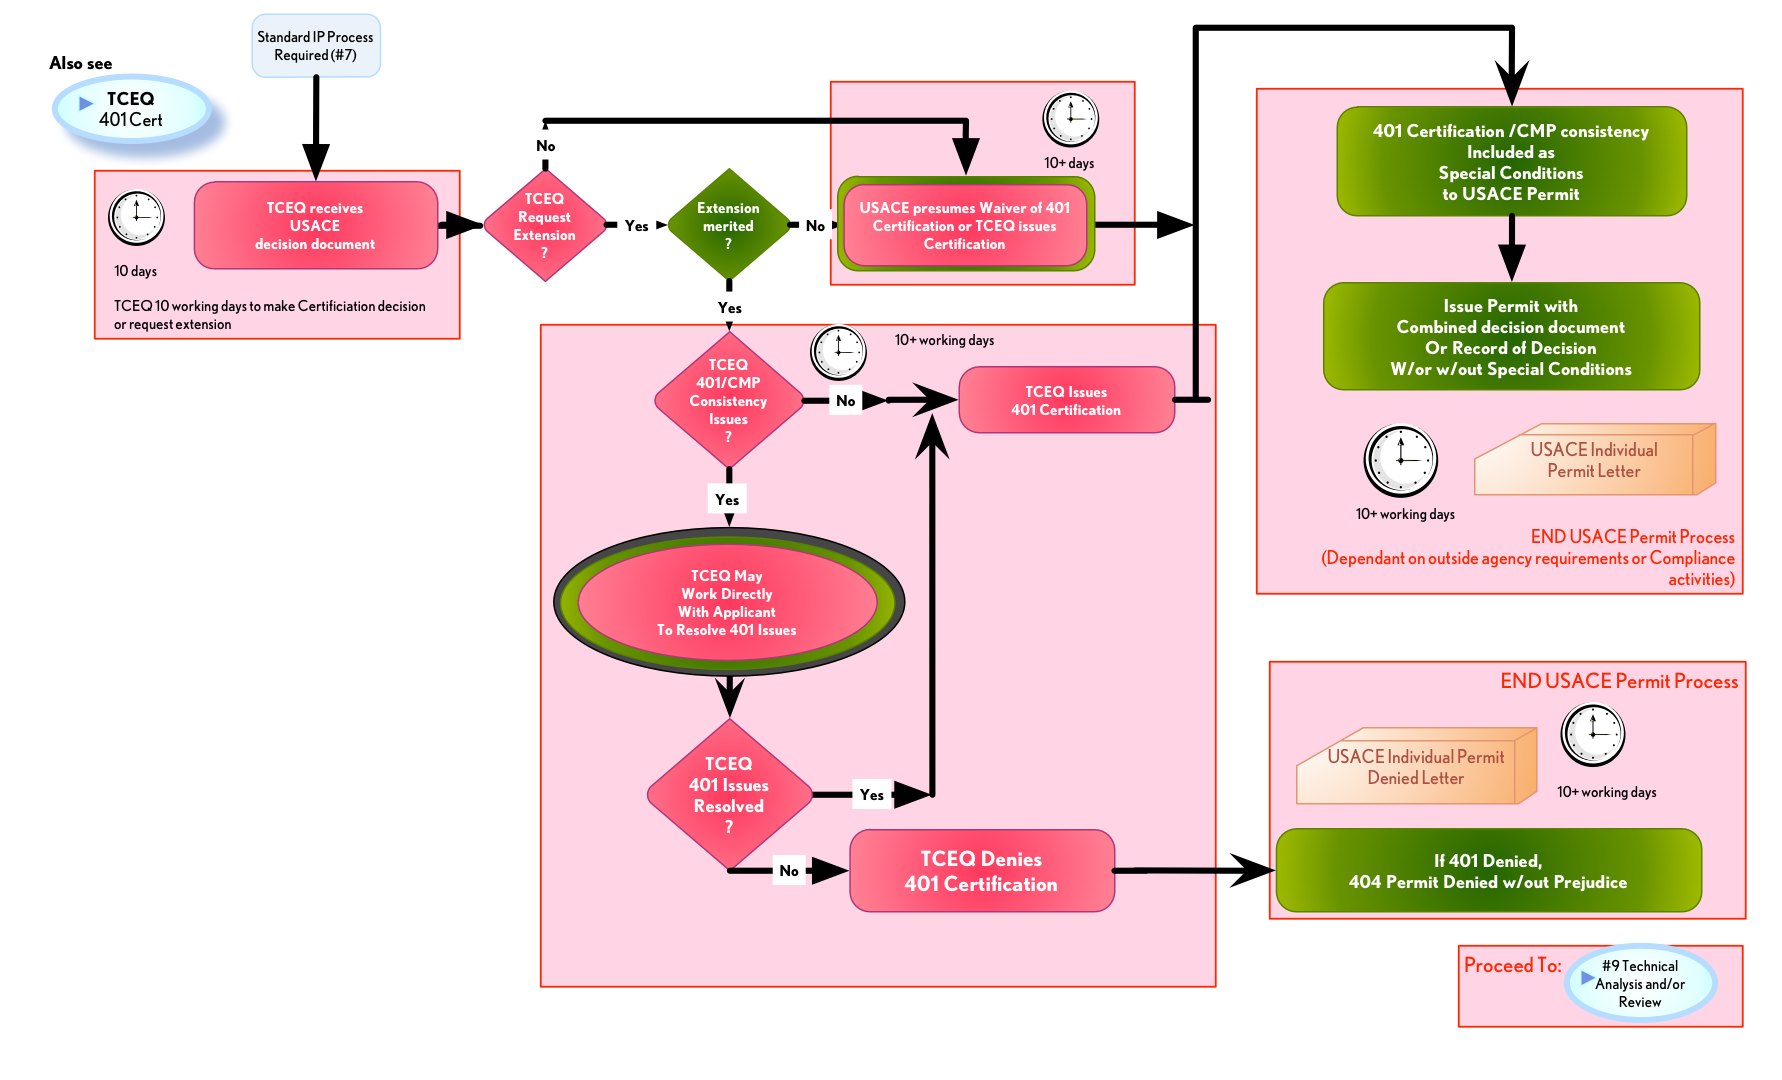 Standard IP Process
Required (#7)
Also see
TCEQ
401 Cert
TCEQ receives
USACE
decision document
10 days
TCEQ 10 working days to make Certificiation decision
or request extension
TCEQ
Request
Extension
?
No
Yes
Extension
merited
?
No
Yes
10+ days
USACE presumes Waiver of 401
Certification or TCEQ issues
Certification
TCEQ
401/CMP
Consistency
Issues
?
10+ working days
No
Yes
TCEQ Issues
401 Certification
TCEQ May
Work Directly
With Applicant
To Resolve 401 Issues
TCEQ
401 Issues
Resolved
?
Yes
No
TCEQ Denies
401 Certification
401 Certification /CMP consistency
Included as
Special Conditions
to USACE Permit
Issue Permit with
Combined decision document
Or Record of Decision
W/or w/out Special Conditions
10+ working days
USACE Individual
Permit Letter
END USACE Permit Process
(Dependant on outside agency requirements or Compliance
activities)
END USACE Permit Process
USACE Individual Permit
Denied Letter
10+ working days
If 401 Denied,
404 Permit Denied w/out Prejudice
Proceed To:
#9 Technical
Analysis and/or
Review